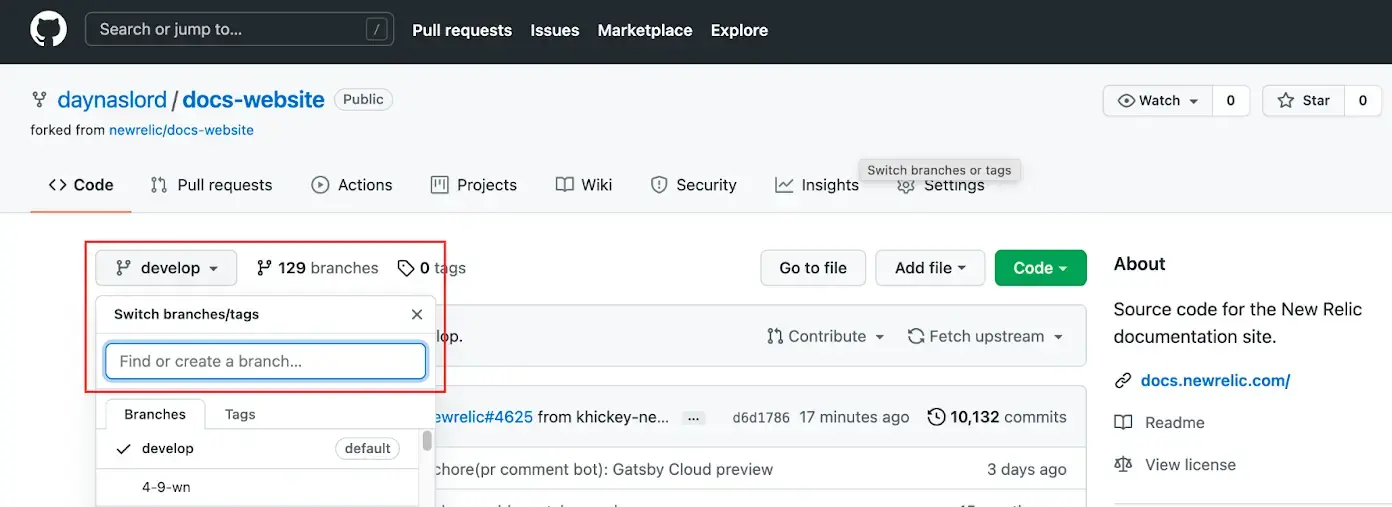 Search or jump to... /
Pull requests Issues Marketplace Explore
daynaslord / docs-website Public
Watch 0 Star 0
forked from newrelic/docs-website
Switch branches or tags
Code Pull requests Actions Projects Wiki Security Insights Settings
develop 129 branches 0 tags
Go to file Add file Code
Switch branches/tags
lop.
Contribute Fetch upstream
Find or create a branch...
Branches Tags
ewrelic#4625 from khickey-ne... ... d6d1786 17 minutes ago 10,132 commits
develop default
chore(pr comment bot): Gatsby Cloud preview 3 days ago
4-9-wn
About
Source code for the New Relic
documentation site.
docs.newrelic.com/
Readme
View license